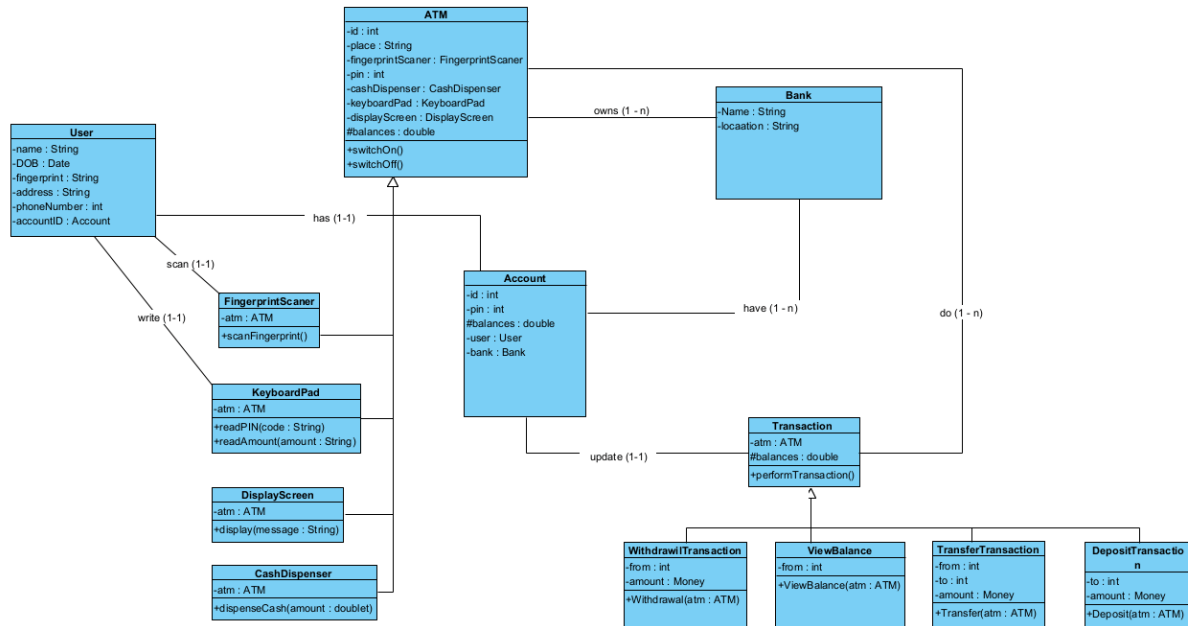 ATM
-id : int
-place : String
-fingerprintScaner : FingerprintScaner
-pin : int
-cashDispenser : CashDispenser
-keyboardPad : KeyboardPad
-displayScreen : DisplayScreen
#balances : double
+switchOn()
+switchOff()
Bank
-Name : String
-locaation : String
owns (1 - n)
User
-name : String
-DOB : Date
-fingerprint : String
-address : String
-phoneNumber : int
-accountID : Account
has (1-1)
scan (1-1)
write (1-1)
FingerprintScaner
-atm : ATM
+scanFingerprint()
Account
-id : int
-pin : int
#balances : double
-user : User
-bank : Bank
have (1 - n)
do (1 - n)
KeyboardPad
-atm : ATM
+readPIN(code : String)
+readAmount(amount : String)
Transaction
-atm : ATM
#balances : double
+performTransaction()
update (1-1)
DisplayScreen
-atm : ATM
+display(message : String)
CashDispenser
-atm : ATM
+dispenseCash(amount : doublet)
WithdrawilTransaction
-from : int
-amount : Money
+Withdrawal(atm : ATM)
ViewBalance
-from : int
+ViewBalance(atm : ATM)
TransferTransaction
-from : int
-to : int
-amount : Money
+Transfer(atm : ATM)
DepositTransactio
n
-to : int
-amount : Money
+Deposit(atm : ATM)